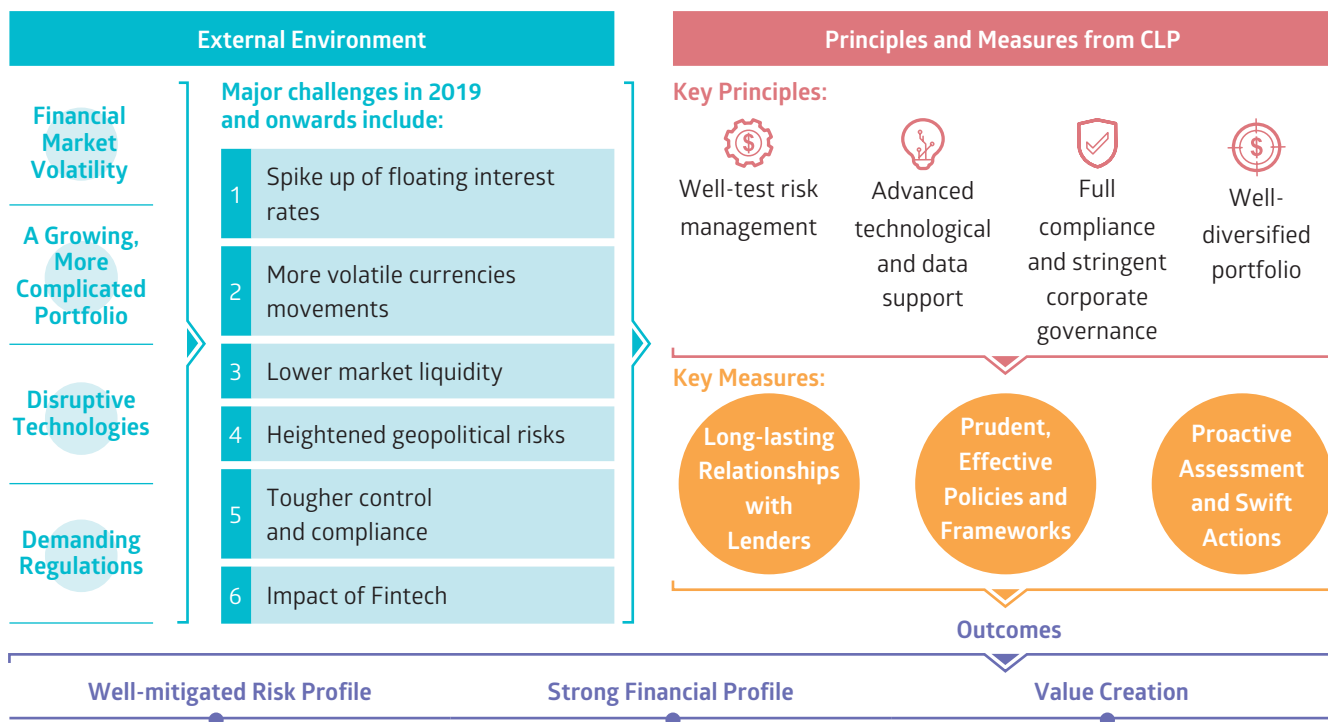 External Environment
Financial
Market
Volatility
A Growing,
More
Complicated
Portfolio
Disruptive
Technologies
Demanding
Regulations
Major challenges in 2019
and onwards include:
1
Spike up of floating interest
rates
2
More volatile currencies
movements
3
Lower market liquidity
4
Heightened geopolitical risks
5
Tougher control
and compliance
6
Impact of Fintech
Principles and Measures from CLP
Key Principles:
$
Well-test risk
management
Advanced
technological
and data
support
Full
compliance
and stringent
corporate
governance
$
Well-
diversified
portfolio
Key Measures:
Long-lasting
Relationships
with
Lenders
Prudent,
Effective
Policies and
Frameworks
Proactive
Assessment
and Swift
Actions
Outcomes
Well-mitigated Risk Profile
Strong Financial Profile
Value Creation